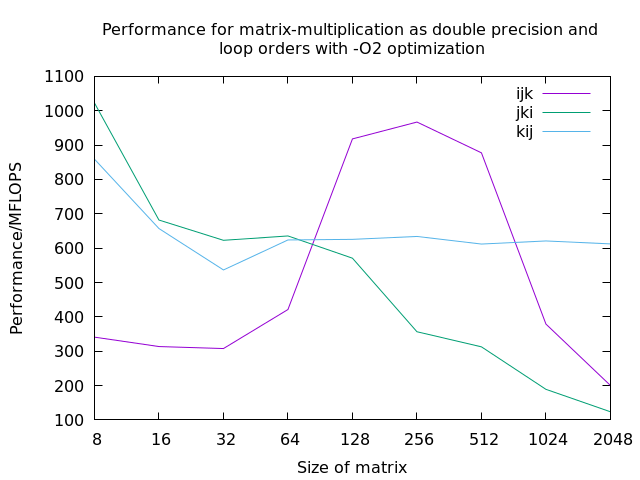 Performance for matrix-multiplication as double precision and
loop orders with -O2 optimization
1100
1000
900
800
700
600
500
400
300
200
100
Performance/MFLOPS
ijk
jki
kij
8 16 32 64 128 256 512 1024 2048
Size of matrix